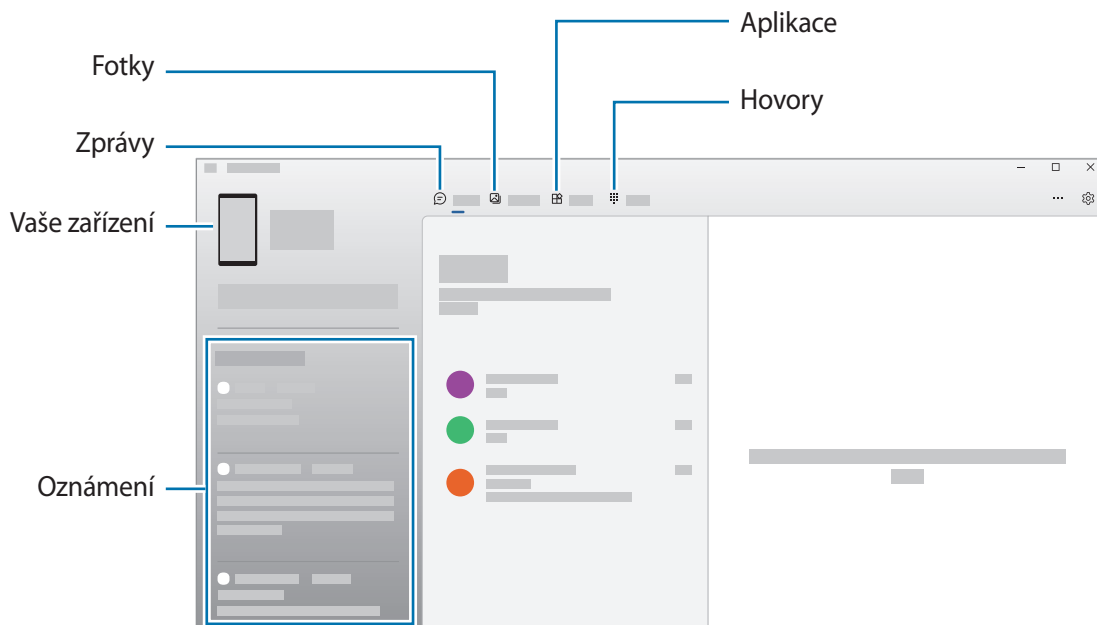 Aplikace
Fotky
Hovory
Zprávy
Vaše zařízení
Oznámení